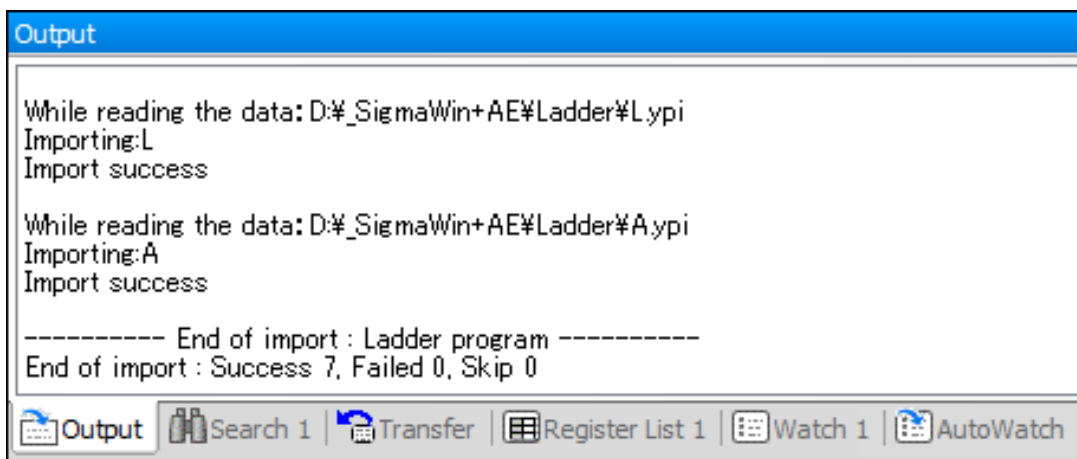 Output
While reading the data: D:¥_SigmaWin+AE¥Ladder¥L.ypi
Importing:L
Import success
While reading the data: D:¥_SigmaWin+AE¥Ladder¥A.ypi
Importing:A
Import success
---------- End of import : Ladder program ----------
End of import : Success 7, Failed 0, Skip 0
Output Search 1 Transfer Register List 1 Watch 1 AutoWatch